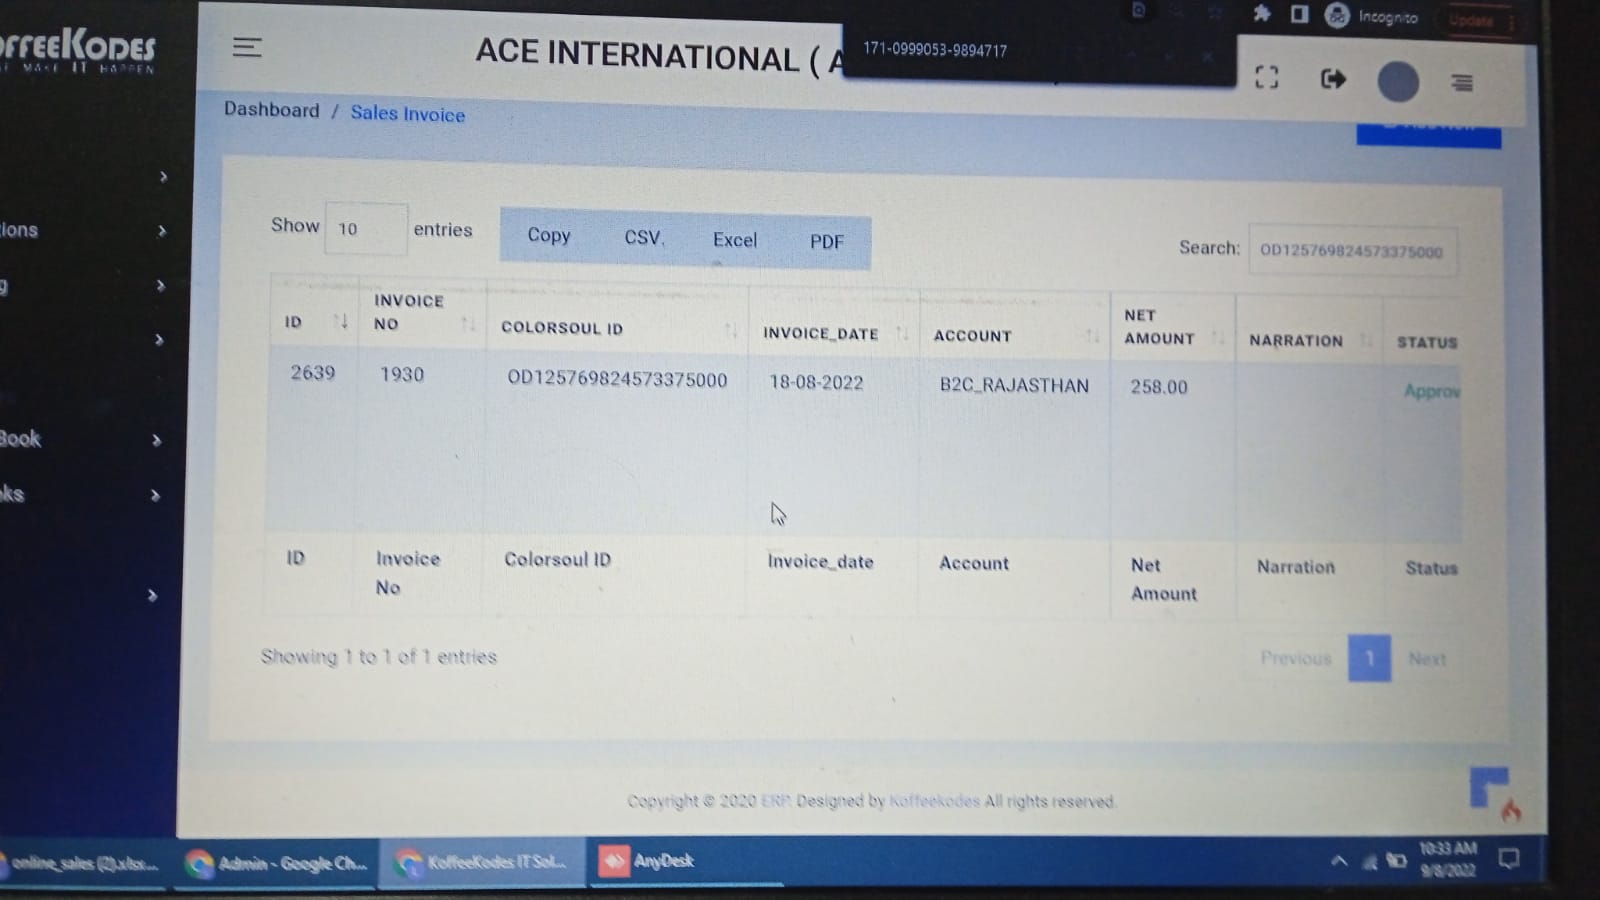 Incognito
Update
KOFFEEKODES
MAKE IT HAPPEN
ACE INTERNATIONAL ( A
171-0999053-9894717
Dashboard / Sales Invoice
Show 10 entries
Copy CSV Excel PDF
Search: OD125769824573375000
ID INVOICE NO COLORSOUL ID INVOICE_DATE ACCOUNT NET AMOUNT NARRATION STATUS
2639 1930 OD125769824573375000 18-08-2022 B2C_RAJASTHAN 258.00 Approv
ions
g
Book
ks
ID Invoice No Colorsoul ID Invoice_date Account Net Amount Narration Status
Showing 1 to 1 of 1 entries
Previous 1 Next
Copyright © 2020 ERP. Designed by Koffeekodes All rights reserved.
online_sales (2).xlsx... Admin - Google Ch... KoffeeKodes IT Sol... AnyDesk
10:33 AM
9/8/2022